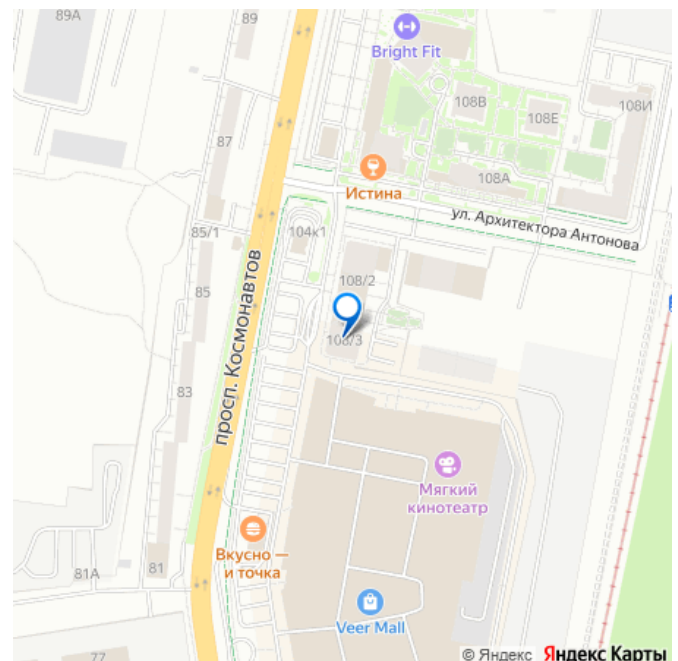 89А
89
Bright Fit
108В
108Е
108И
87
Истина
108А
ул. Архитектора Антонова
85/1
104к1
85
108/2
просп. Космонавтов
108/3
83
Мягкий
кинотеатр
Вкусно —
и точка
81А
81
Veer Mall
77
© Яндекс Яндекс Карты